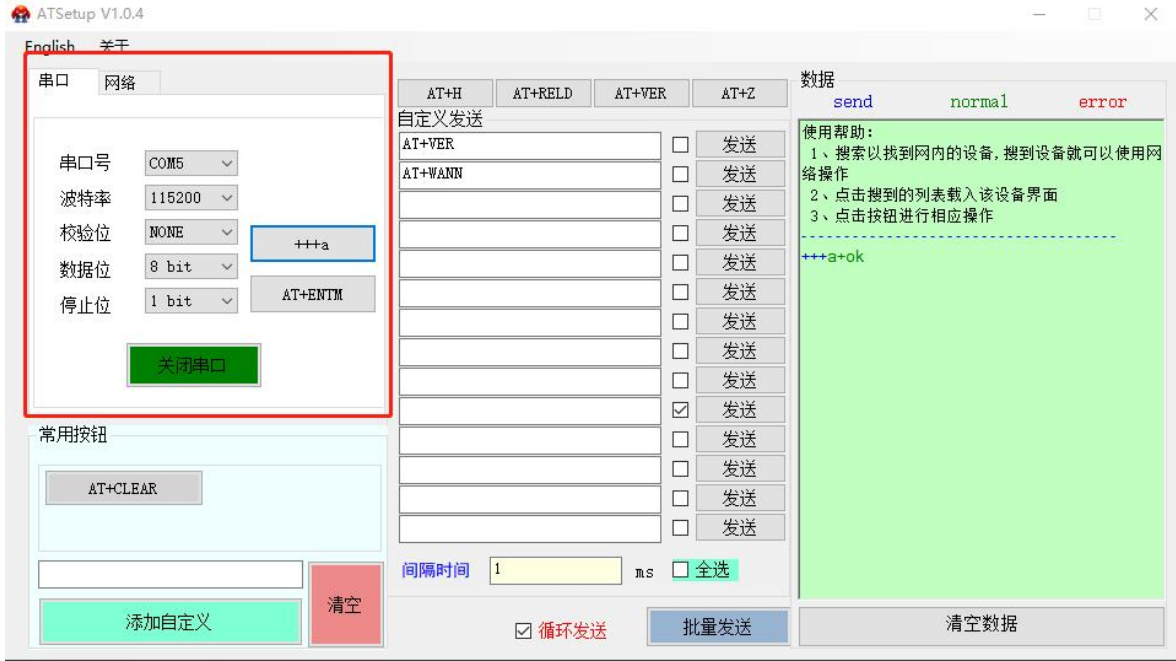 ATSetup V1.0.4
English 关于
串口 网络
串口号 COM5
波特率 115200
校验位 NONE
数据位 8 bit
停止位 1 bit
+++a
AT+ENTM
关闭串口
常用按钮
AT+CLEAR
添加自定义
清空
AT+H AT+RELD AT+VER AT+Z
自定义发送
AT+VER 发送
AT+WANN 发送
发送
发送
发送
发送
发送
发送
发送
发送
发送
发送
发送
发送
间隔时间 1 ms 全选
循环发送 批量发送
数据
send normal error
使用帮助:
1、搜索以找到网内的设备,搜到设备就可以使用网
络操作
2、点击搜到的列表载入该设备界面
3、点击按钮进行相应操作
------------------------------------
+++a+ok
清空数据